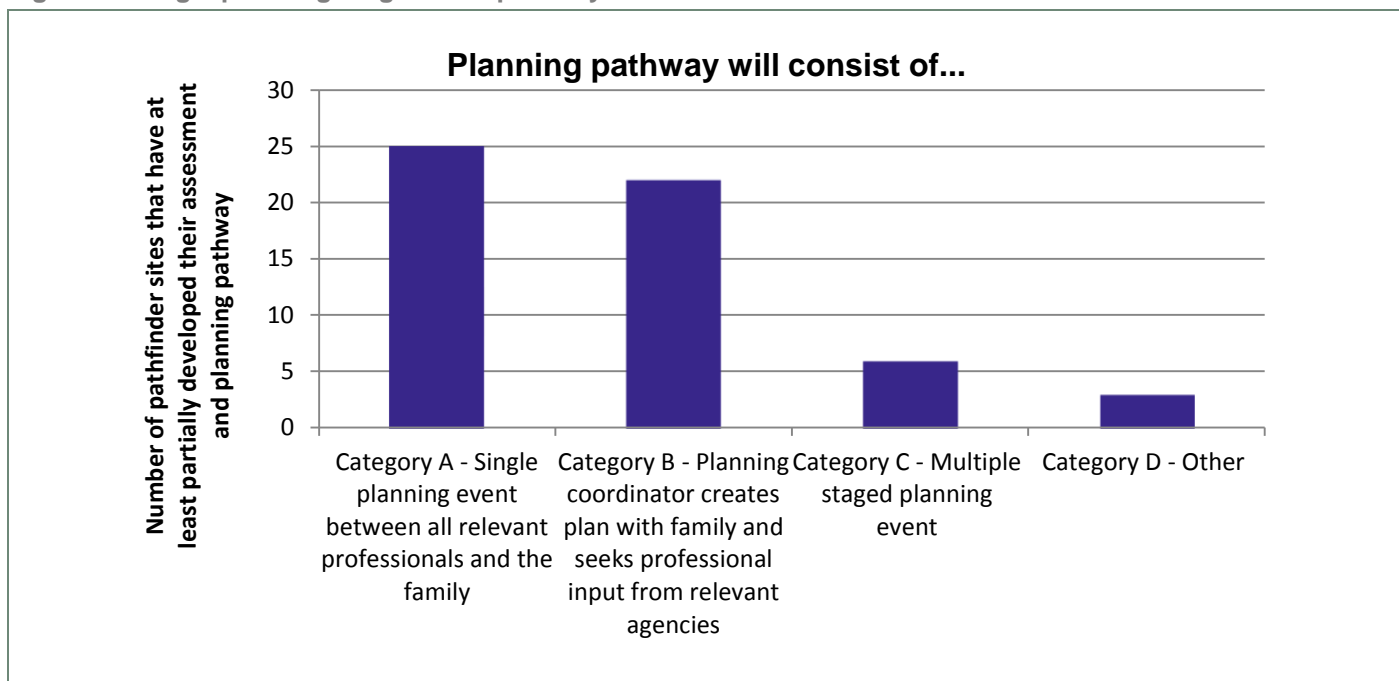 Planning pathway will consist of...
Number of pathfinder sites that have at
least partially developed their assessment
and planning pathway
30
25
20
15
10
5
0
Category A - Single
planning event
between all relevant
professionals and the
family
Category B - Planning
coordinator creates
plan with family and
seeks professional
input from relevant
agencies
Category C - Multiple
staged planning
event
Category D - Other